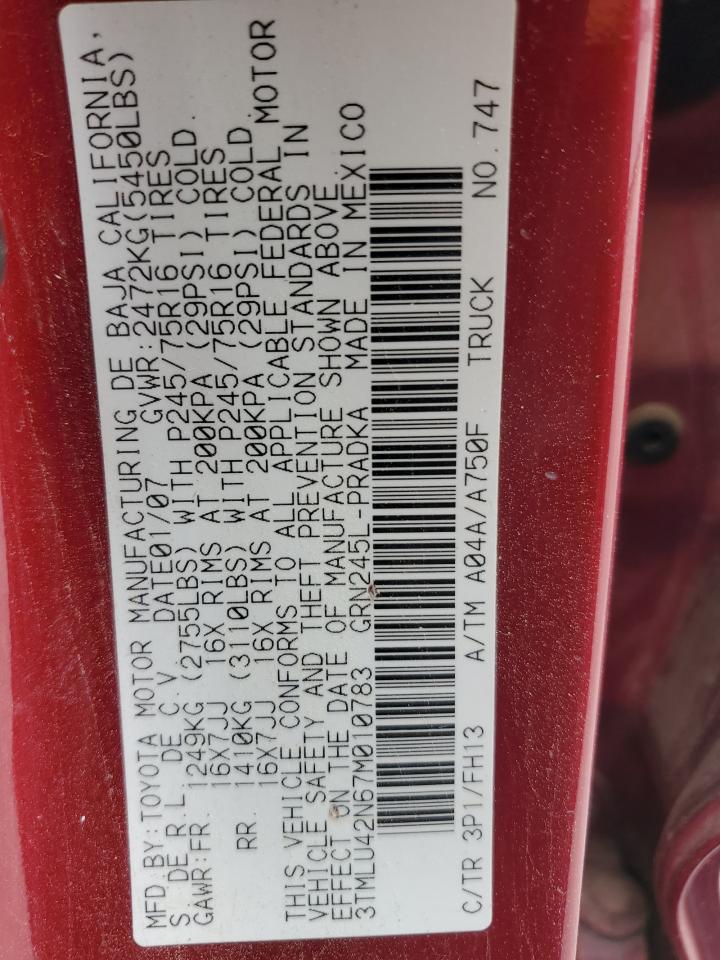 MFD.BY:TOYOTA MOTOR MANUFACTURING DE BAJA CALIFORNIA,
S.DE R.L.DE C.V DATE01/07 GVWR:2472KG(5450LBS)
GAWR:FR. 1249KG (2755LBS) WITH P245/75R16 TIRES
16X7JJ 16X RIMS AT 200KPA (29PSI) COLD.
RR. 1410KG (3110LBS) WITH P245/75R16 TIRES
16X7JJ 16X RIMS AT 200KPA (29PSI) COLD.
THIS VEHICLE CONFORMS TO ALL APPLICABLE FEDERAL MOTOR
VEHICLE SAFETY AND THEFT PREVENTION STANDARDS IN
EFFECT ON THE DATE OF MANUFACTURE SHOWN ABOVE.
3TMLU42N67M010783 GRN245L-PRADKA MADE IN MEXICO
C/TR 3P1/FH13 A/TM A04A/A750F TRUCK NO.747